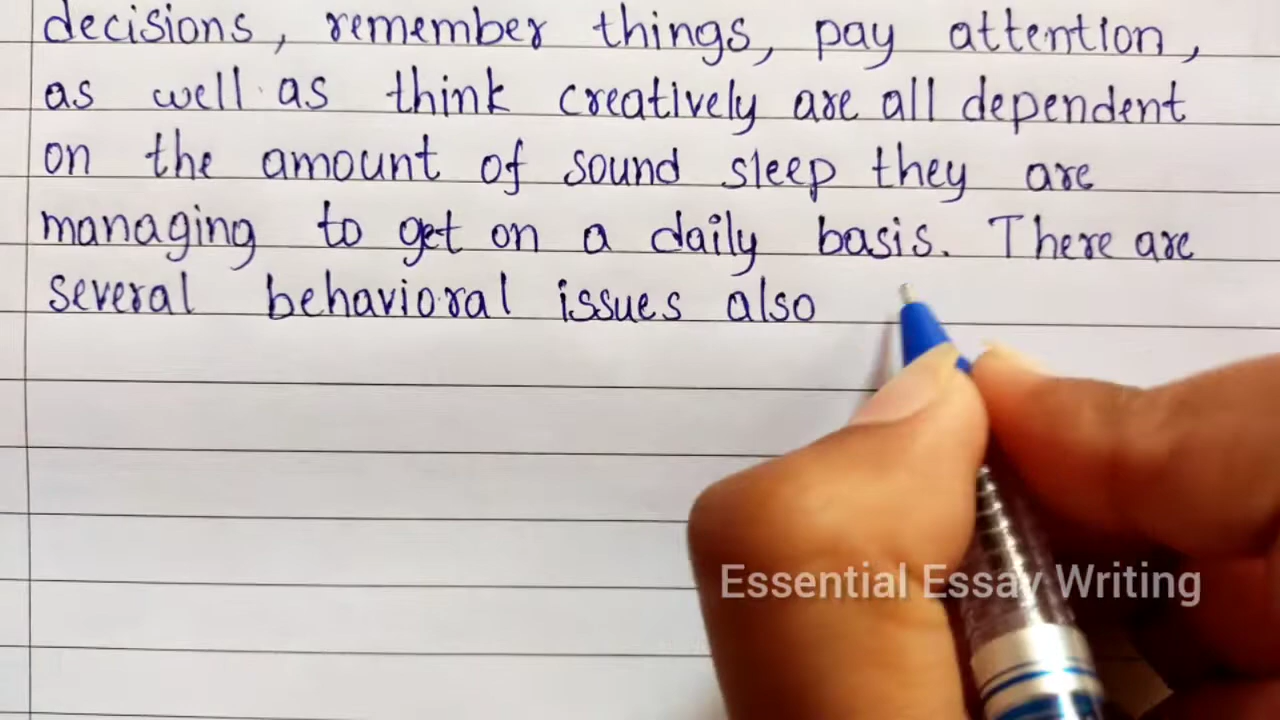 decisions, remember things, pay attention,
as well as think creatively are all dependent
on the amount of sound sleep they are
managing to get on a daily basis. There are
several behavioral issues also
Essential Essay Writing